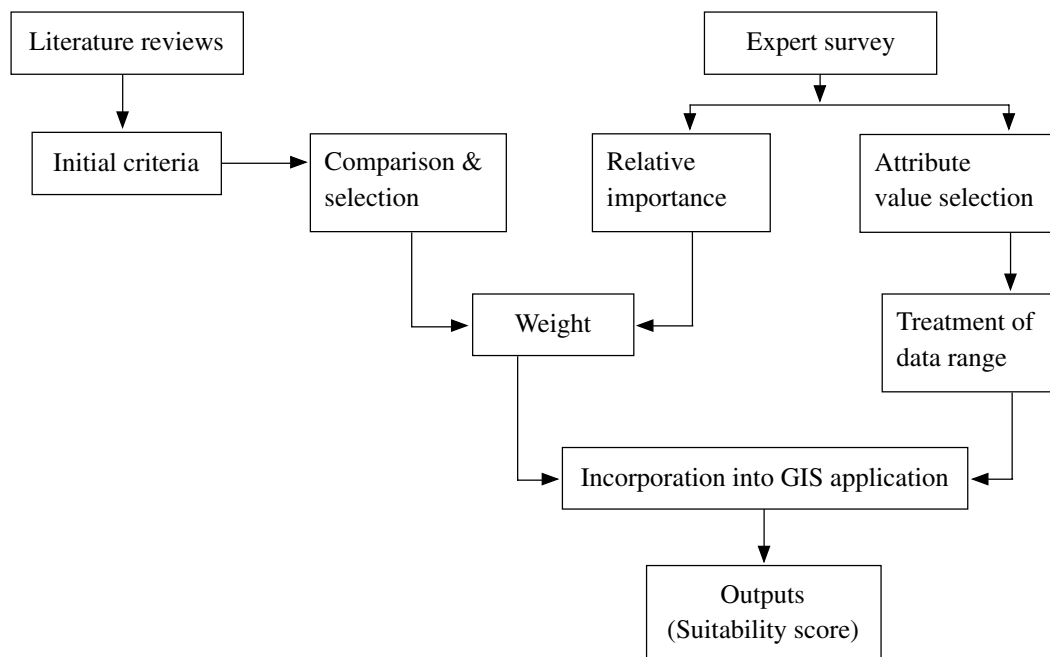 Literature reviews
Expert survey
Initial criteria
Comparison &
selection
Relative
importance
Attribute
value selection
Weight
Treatment of
data range
Incorporation into GIS application
Outputs
(Suitability score)